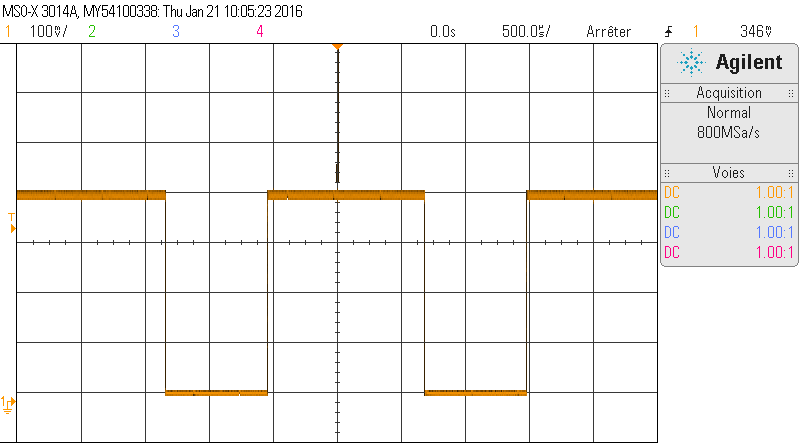 MSO-X 3014A, MY54100338: Thu Jan 21 10:05:23 2016
1 100㎷/ 2 3 4 0.0s 500.0㎲/ Arrêter 1 346㎷
Agilent
Acquisition
Normal
800MSa/s
Voies
DC 1.00:1
DC 1.00:1
DC 1.00:1
DC 1.00:1
T
1